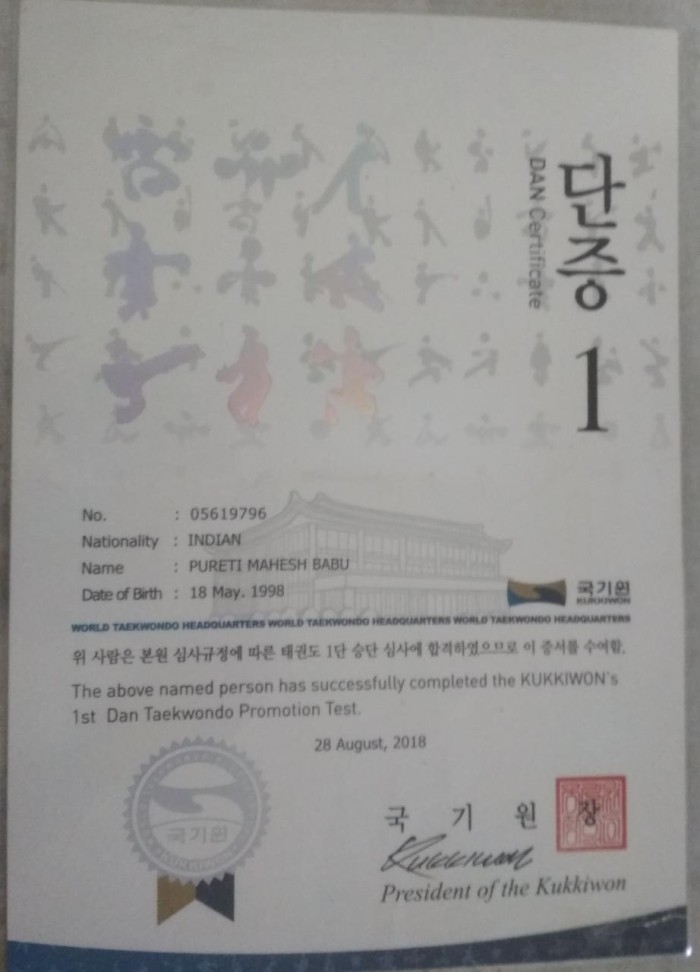 단증
DAN Certificate
1
No. : 05619796
Nationality : INDIAN
Name : PURETI MAHESH BABU
Date of Birth : 18 May. 1998
국기원
KUKKIWON
WORLD TAEKWONDO HEADQUARTERS WORLD TAEKWONDO HEADQUARTERS WORLD TAEKWONDO HEADQUARTERS
위 사람은 본원 심사규정에 따른 태권도 1단 승단 심사에 합격하였으므로 이 증서를 수여함.
The above named person has successfully completed the KUKKIWON's
1st Dan Taekwondo Promotion Test.
28 August, 2018
국기원
KUKKIWON
국 기 원 장
Kukkiwon
President of the Kukkiwon